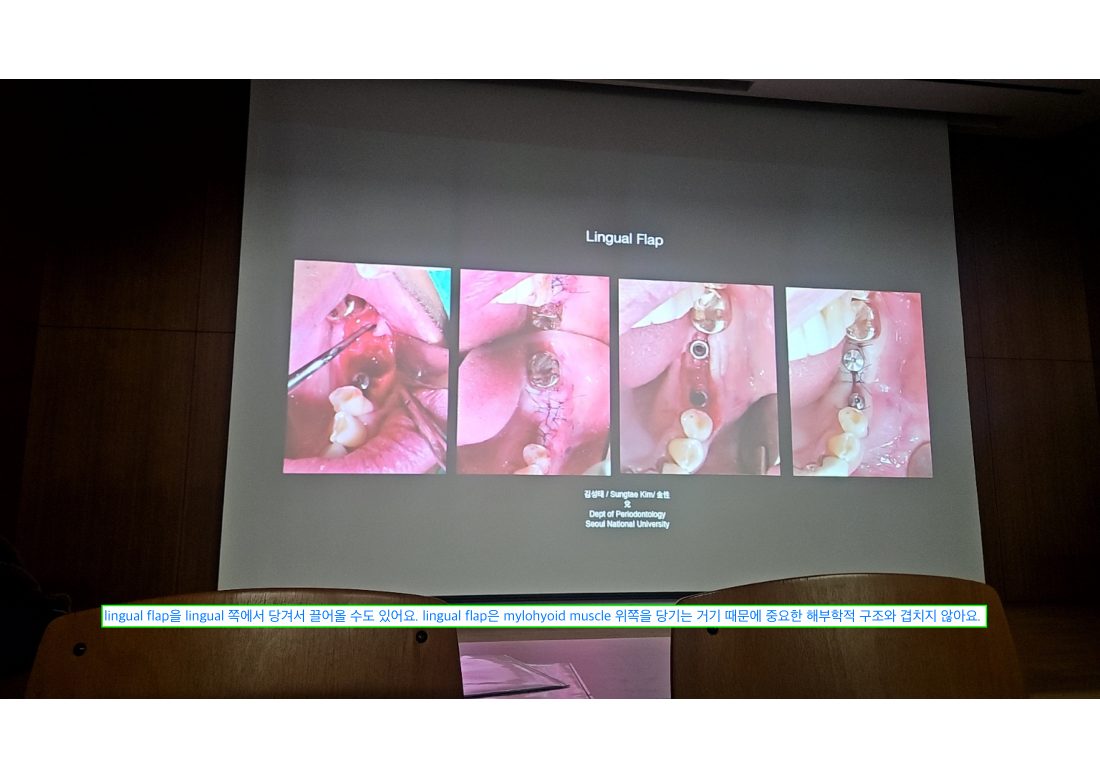 Lingual Flap
김성태 / Sungtae Kim/ 金性
兌
Dept of Periodontology
Seoul National University
lingual flap을 lingual 쪽에서 당겨서 끌어올 수도 있어요. lingual flap은 mylohyoid muscle 위쪽을 당기는 거기 때문에 중요한 해부학적 구조와 겹치지 않아요.